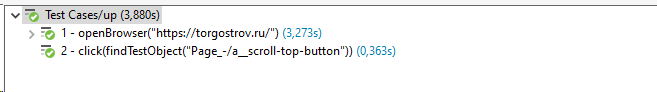 Test Cases/up (3,880s)
1 - openBrowser("https://torgostrov.ru/") (3,273s)
2 - click(findTestObject("Page_-/a__scroll-top-button")) (0,363s)